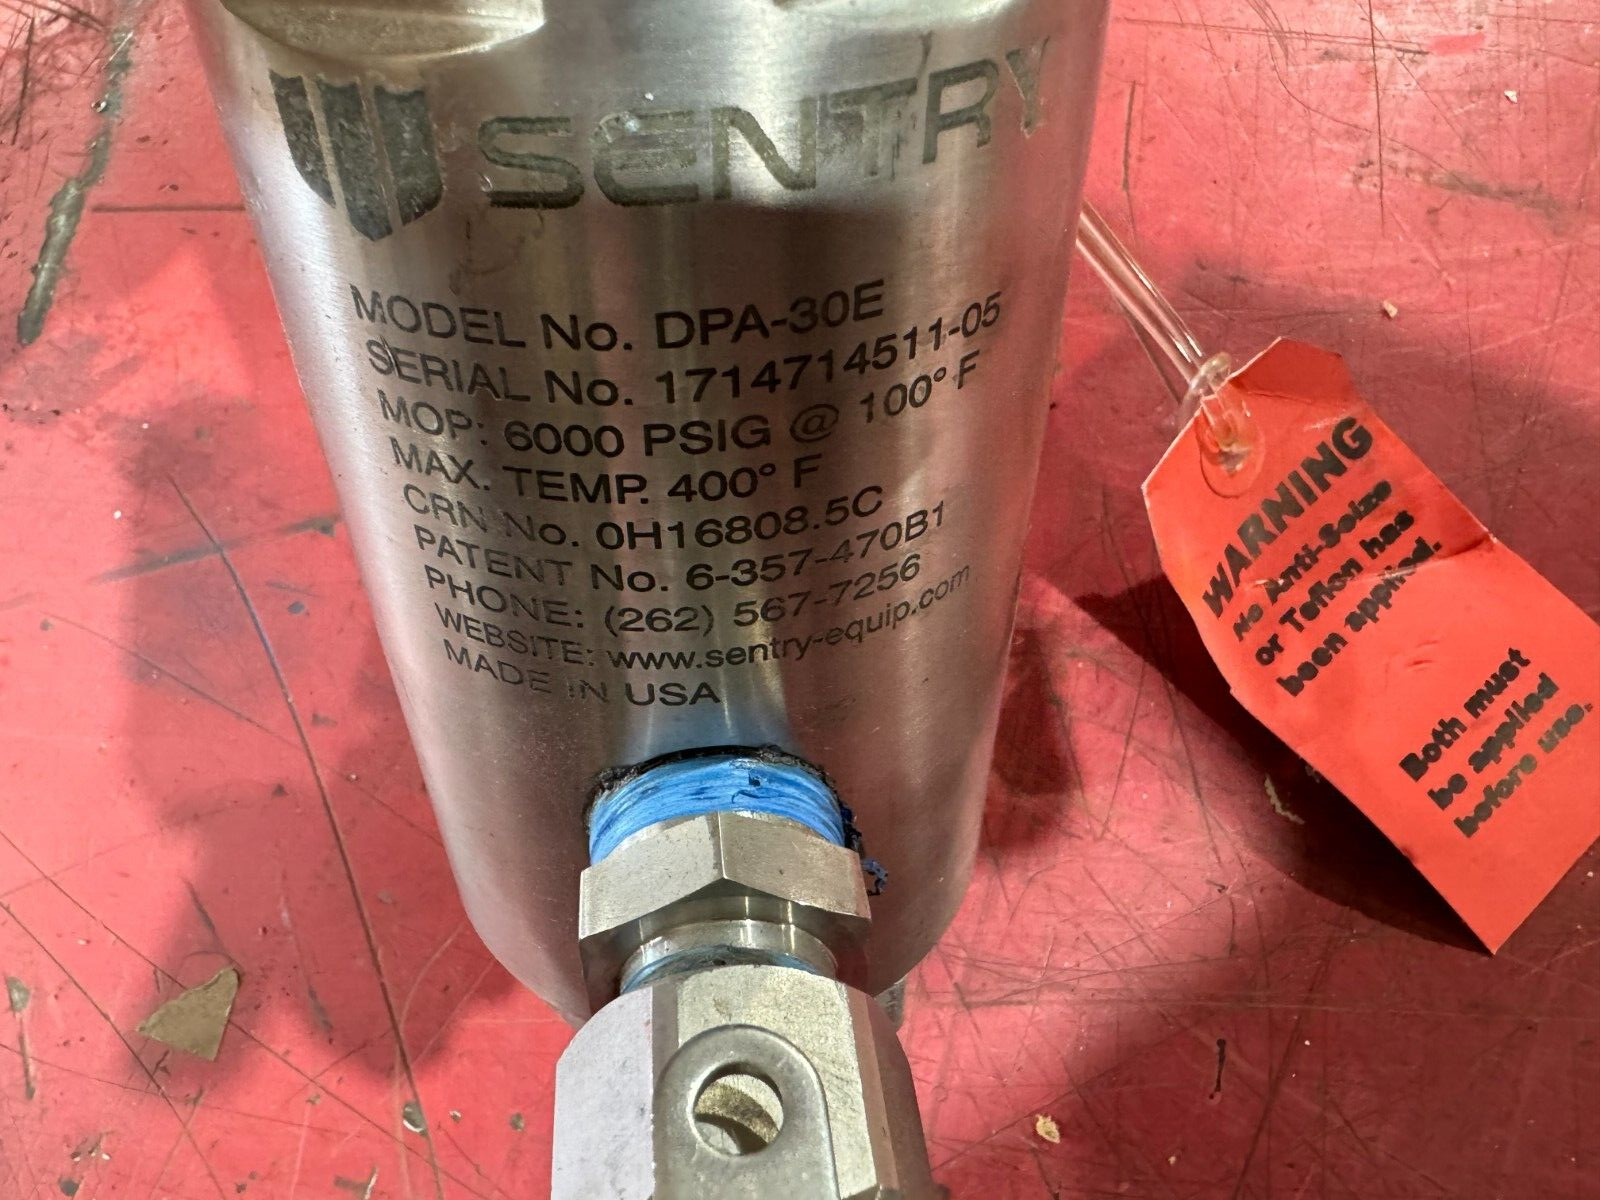 SENTRY
MODEL No. DPA-30E
SERIAL No. 1714714511-05
MOP: 6000 PSIG @ 100° F
MAX. TEMP. 400° F
CRN No. 0H16808.5C
PATENT No. 6-357-470B1
PHONE: (262) 567-7256
WEBSITE: www.sentry-equip.com
MADE IN USA
WARNING
No Anti-Seize
or Teflon has
been applied.
Both must
be applied
before use.